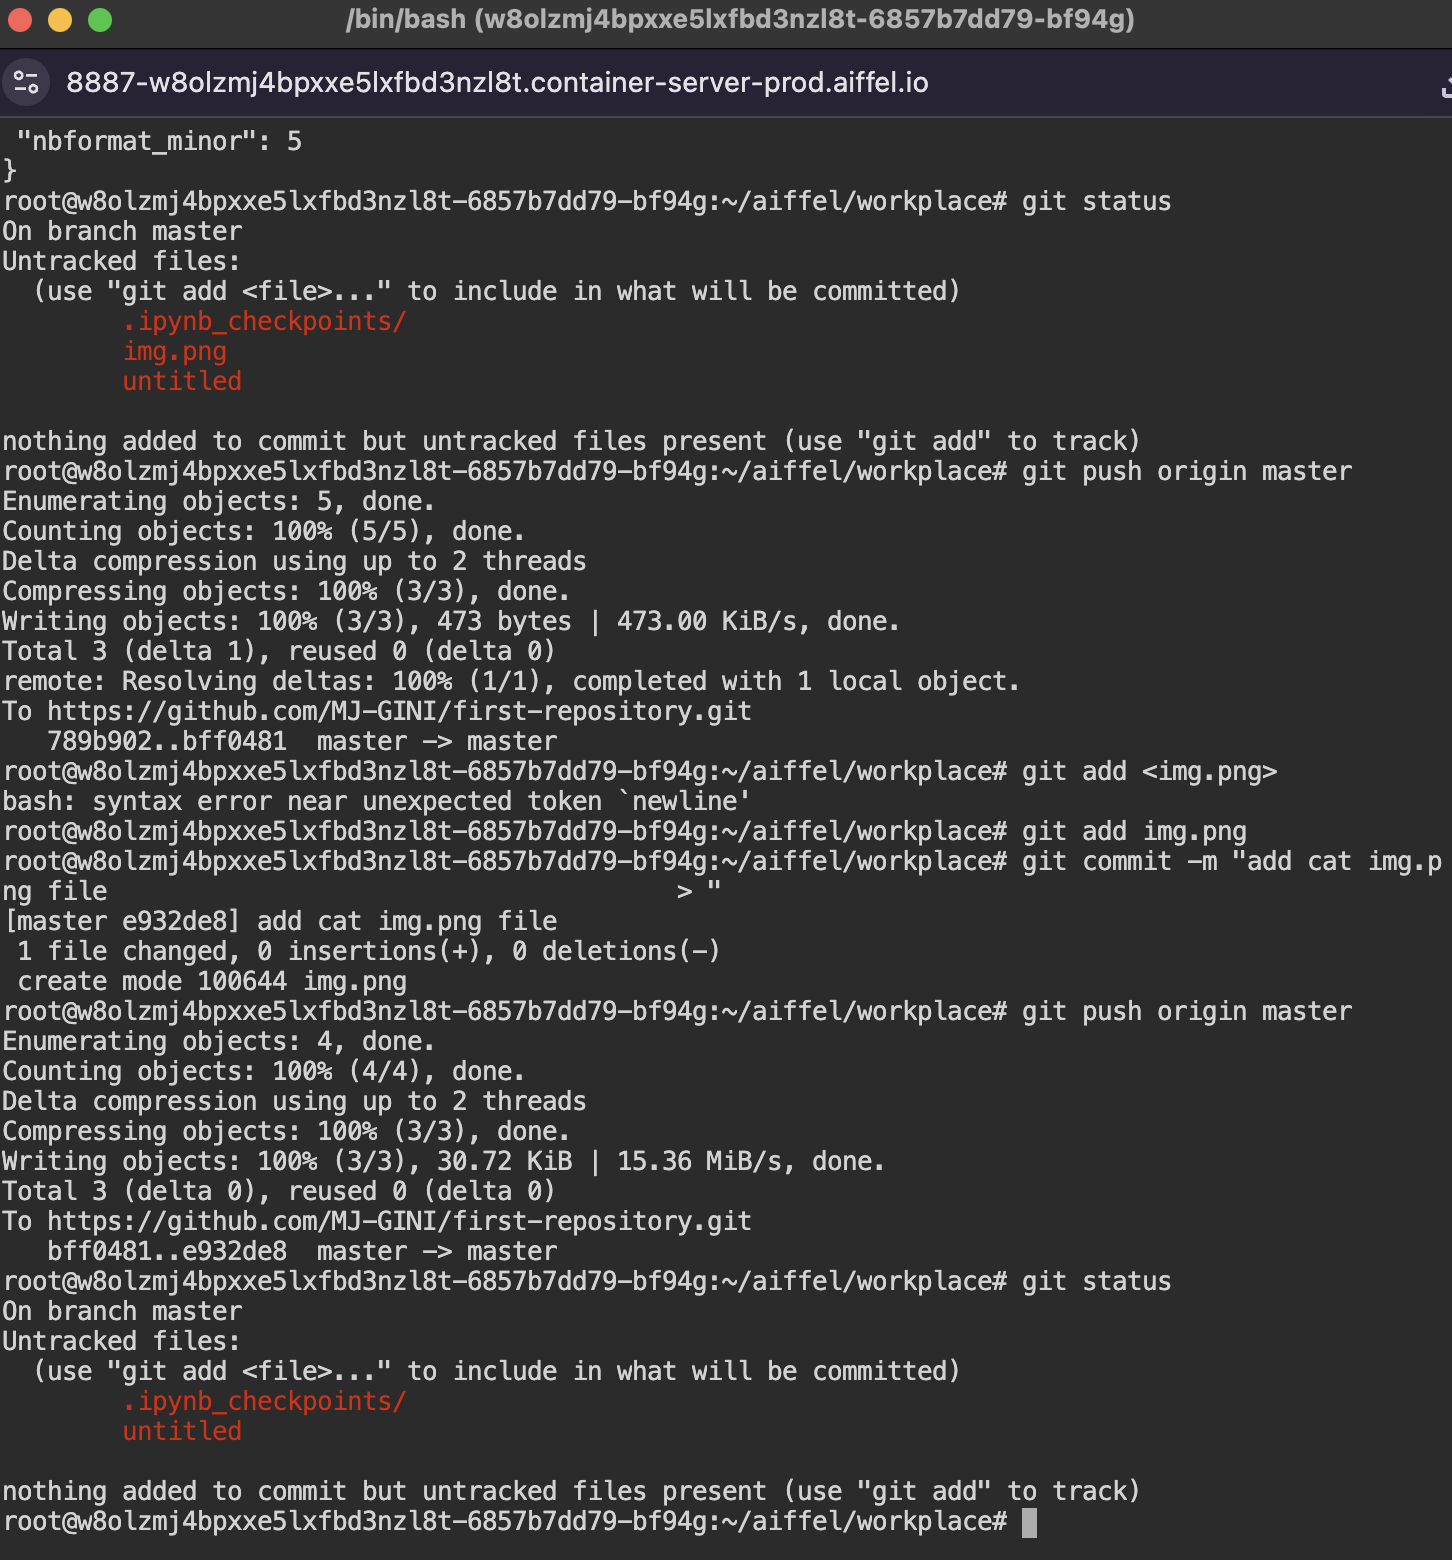 /bin/bash (w8olzmj4bpxxe5lxfbd3nzl8t-6857b7dd79-bf94g)
8887-w8olzmj4bpxxe5lxfbd3nzl8t.container-server-prod.aiffel.io
 "nbformat_minor": 5
}
root@w8olzmj4bpxxe5lxfbd3nzl8t-6857b7dd79-bf94g:~/aiffel/workplace# git status
On branch master
Untracked files:
  (use "git add <file>..." to include in what will be committed)
        .ipynb_checkpoints/
        img.png
        untitled

nothing added to commit but untracked files present (use "git add" to track)
root@w8olzmj4bpxxe5lxfbd3nzl8t-6857b7dd79-bf94g:~/aiffel/workplace# git push origin master
Enumerating objects: 5, done.
Counting objects: 100% (5/5), done.
Delta compression using up to 2 threads
Compressing objects: 100% (3/3), done.
Writing objects: 100% (3/3), 473 bytes | 473.00 KiB/s, done.
Total 3 (delta 1), reused 0 (delta 0)
remote: Resolving deltas: 100% (1/1), completed with 1 local object.
To https://github.com/MJ-GINI/first-repository.git
   789b902..bff0481  master -> master
root@w8olzmj4bpxxe5lxfbd3nzl8t-6857b7dd79-bf94g:~/aiffel/workplace# git add <img.png>
bash: syntax error near unexpected token `newline'
root@w8olzmj4bpxxe5lxfbd3nzl8t-6857b7dd79-bf94g:~/aiffel/workplace# git add img.png
root@w8olzmj4bpxxe5lxfbd3nzl8t-6857b7dd79-bf94g:~/aiffel/workplace# git commit -m "add cat img.p
ng file                                      > "
[master e932de8] add cat img.png file
 1 file changed, 0 insertions(+), 0 deletions(-)
 create mode 100644 img.png
root@w8olzmj4bpxxe5lxfbd3nzl8t-6857b7dd79-bf94g:~/aiffel/workplace# git push origin master
Enumerating objects: 4, done.
Counting objects: 100% (4/4), done.
Delta compression using up to 2 threads
Compressing objects: 100% (3/3), done.
Writing objects: 100% (3/3), 30.72 KiB | 15.36 MiB/s, done.
Total 3 (delta 0), reused 0 (delta 0)
To https://github.com/MJ-GINI/first-repository.git
   bff0481..e932de8  master -> master
root@w8olzmj4bpxxe5lxfbd3nzl8t-6857b7dd79-bf94g:~/aiffel/workplace# git status
On branch master
Untracked files:
  (use "git add <file>..." to include in what will be committed)
        .ipynb_checkpoints/
        untitled

nothing added to commit but untracked files present (use "git add" to track)
root@w8olzmj4bpxxe5lxfbd3nzl8t-6857b7dd79-bf94g:~/aiffel/workplace#